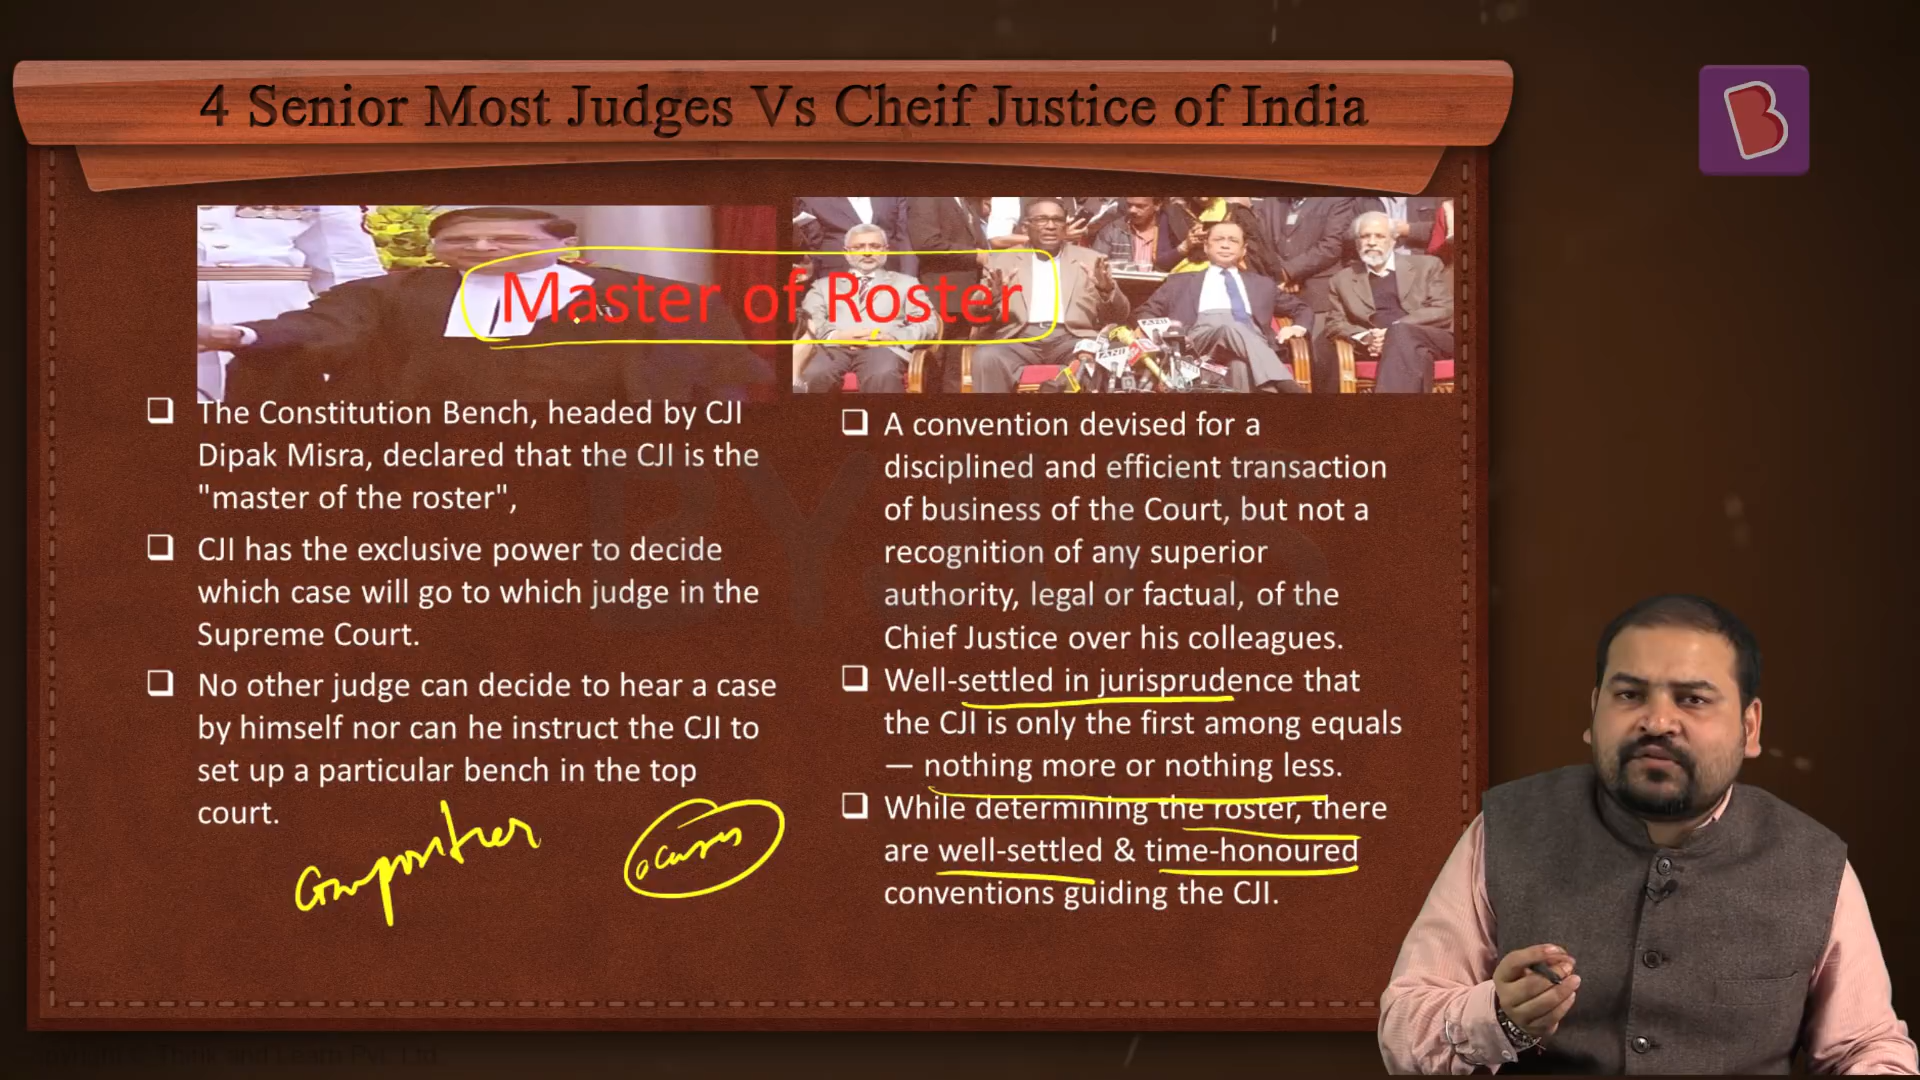 4 Senior Most Judges Vs Cheif Justice of India
Master of Roster
The Constitution Bench, headed by CJI
Dipak Misra, declared that the CJI is the
"master of the roster",
CJI has the exclusive power to decide
which case will go to which judge in the
Supreme Court.
No other judge can decide to hear a case
by himself nor can he instruct the CJI to
set up a particular bench in the top
court.
A convention devised for a
disciplined and efficient transaction
of business of the Court, but not a
recognition of any superior
authority, legal or factual, of the
Chief Justice over his colleagues.
Well-settled in jurisprudence that
the CJI is only the first among equals
— nothing more or nothing less.
While determining the roster, there
are well-settled & time-honoured
conventions guiding the CJI.
B